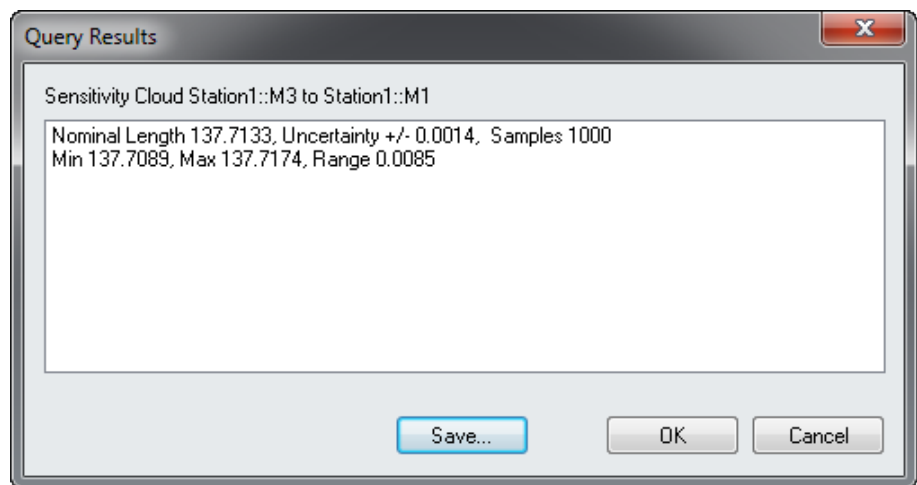 Query Results
Sensitivity Cloud Station1::M3 to Station1::M1
Nominal Length 137.7133, Uncertainty +/- 0.0014,  Samples 1000
Min 137.7089, Max 137.7174, Range 0.0085
Save... OK Cancel